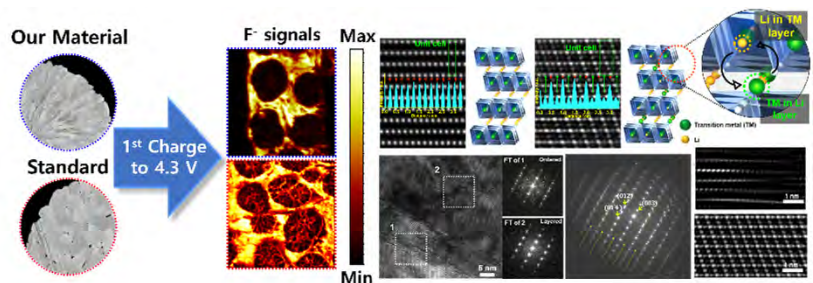 Our Material
Standard
1st Charge
to 4.3 V
F- signals
Max
Min
Unit cell
Unit cell
Li in TM
layer
TM in Li
layer
Transition metal (TM)
Li
2
1
5 nm
FT of 1
Ordered
FT of 2
Layered
(012)
(003)
1 nm
1 nm